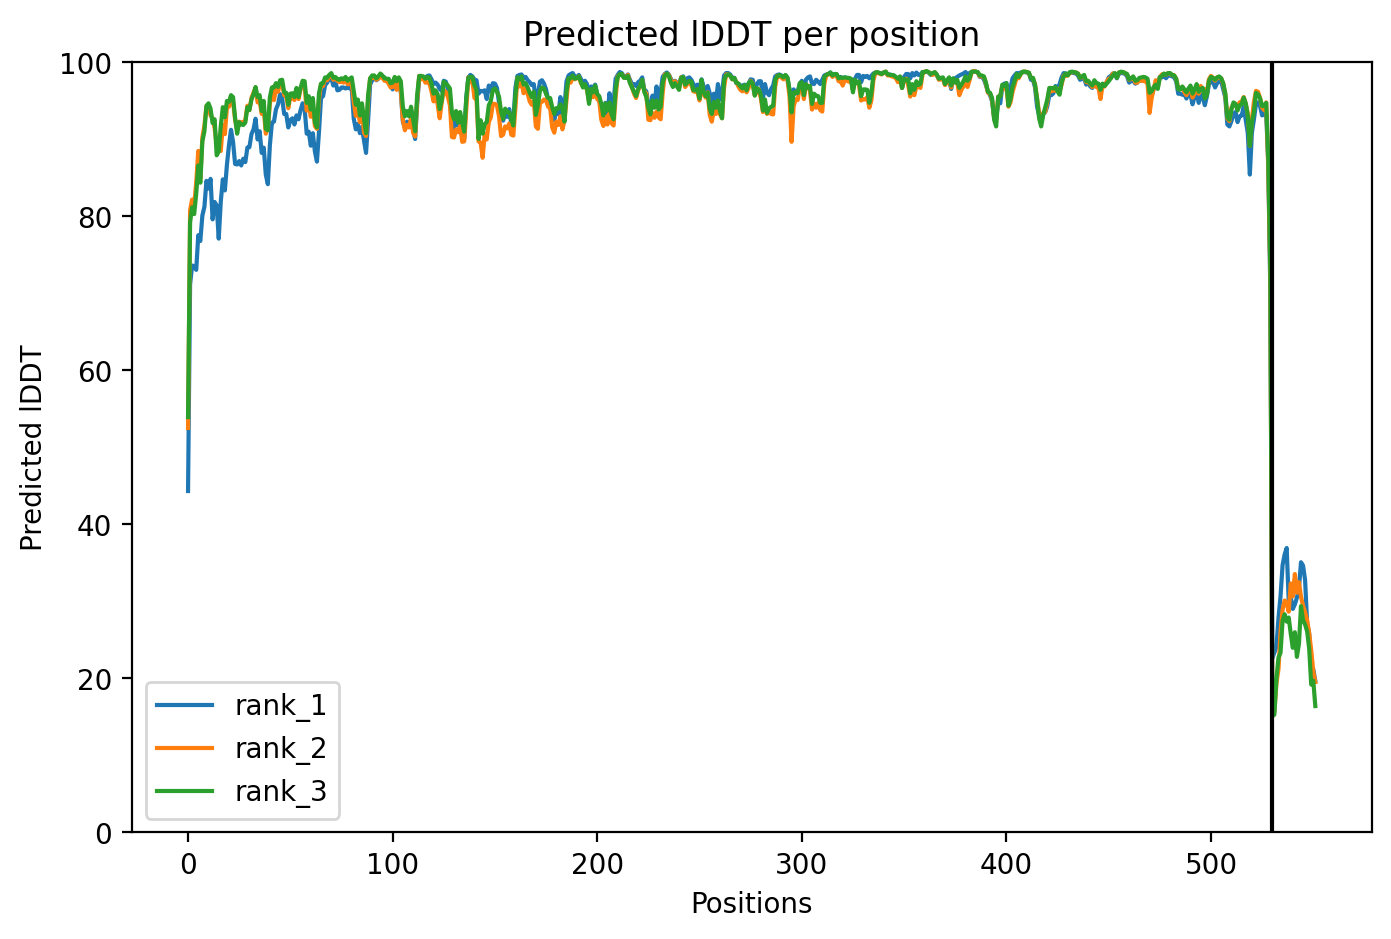 Predicted lDDT per position
Predicted lDDT
100
80
60
40
20
0
rank_1
rank_2
rank_3
0 100 200 300 400 500
Positions